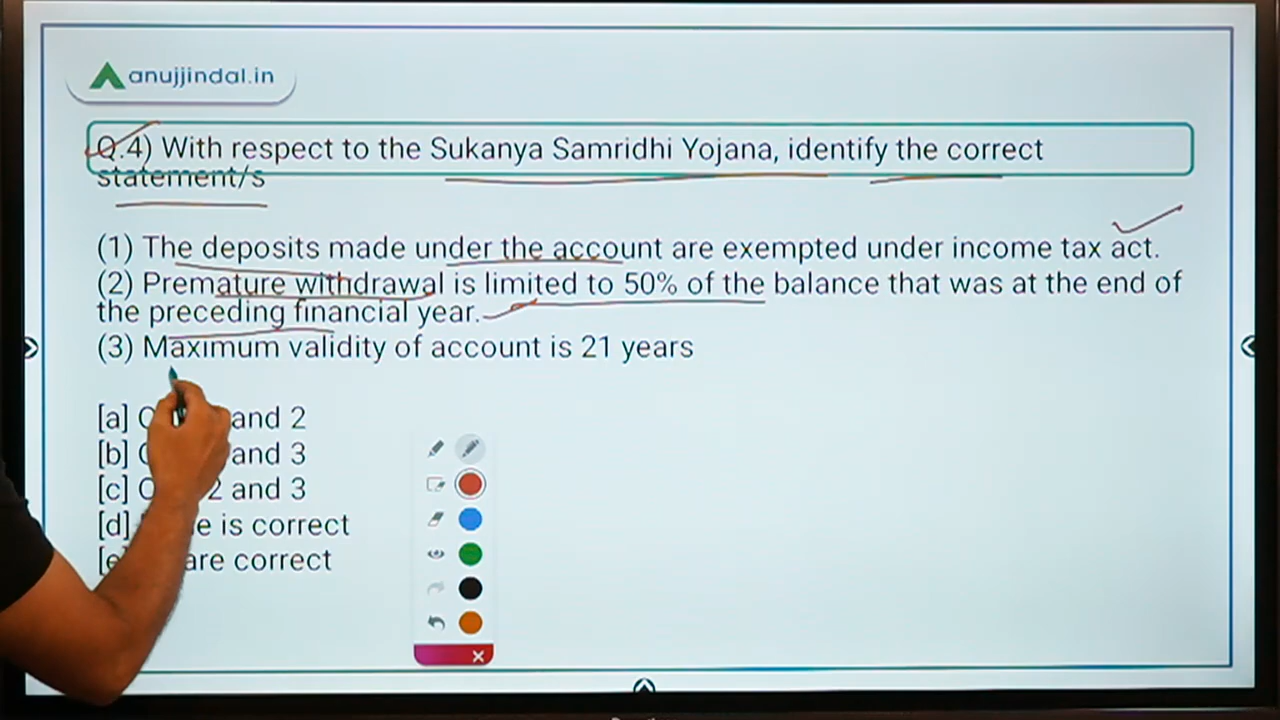 anujjindal.in
Q.4) With respect to the Sukanya Samridhi Yojana, identify the correct
statement/s
(1) The deposits made under the account are exempted under income tax act.
(2) Premature withdrawal is limited to 50% of the balance that was at the end of
the preceding financial year.
(3) Maximum validity of account is 21 years
[a] and 2
[b] and 3
[c] 2 and 3
[d] is correct
[e] are correct